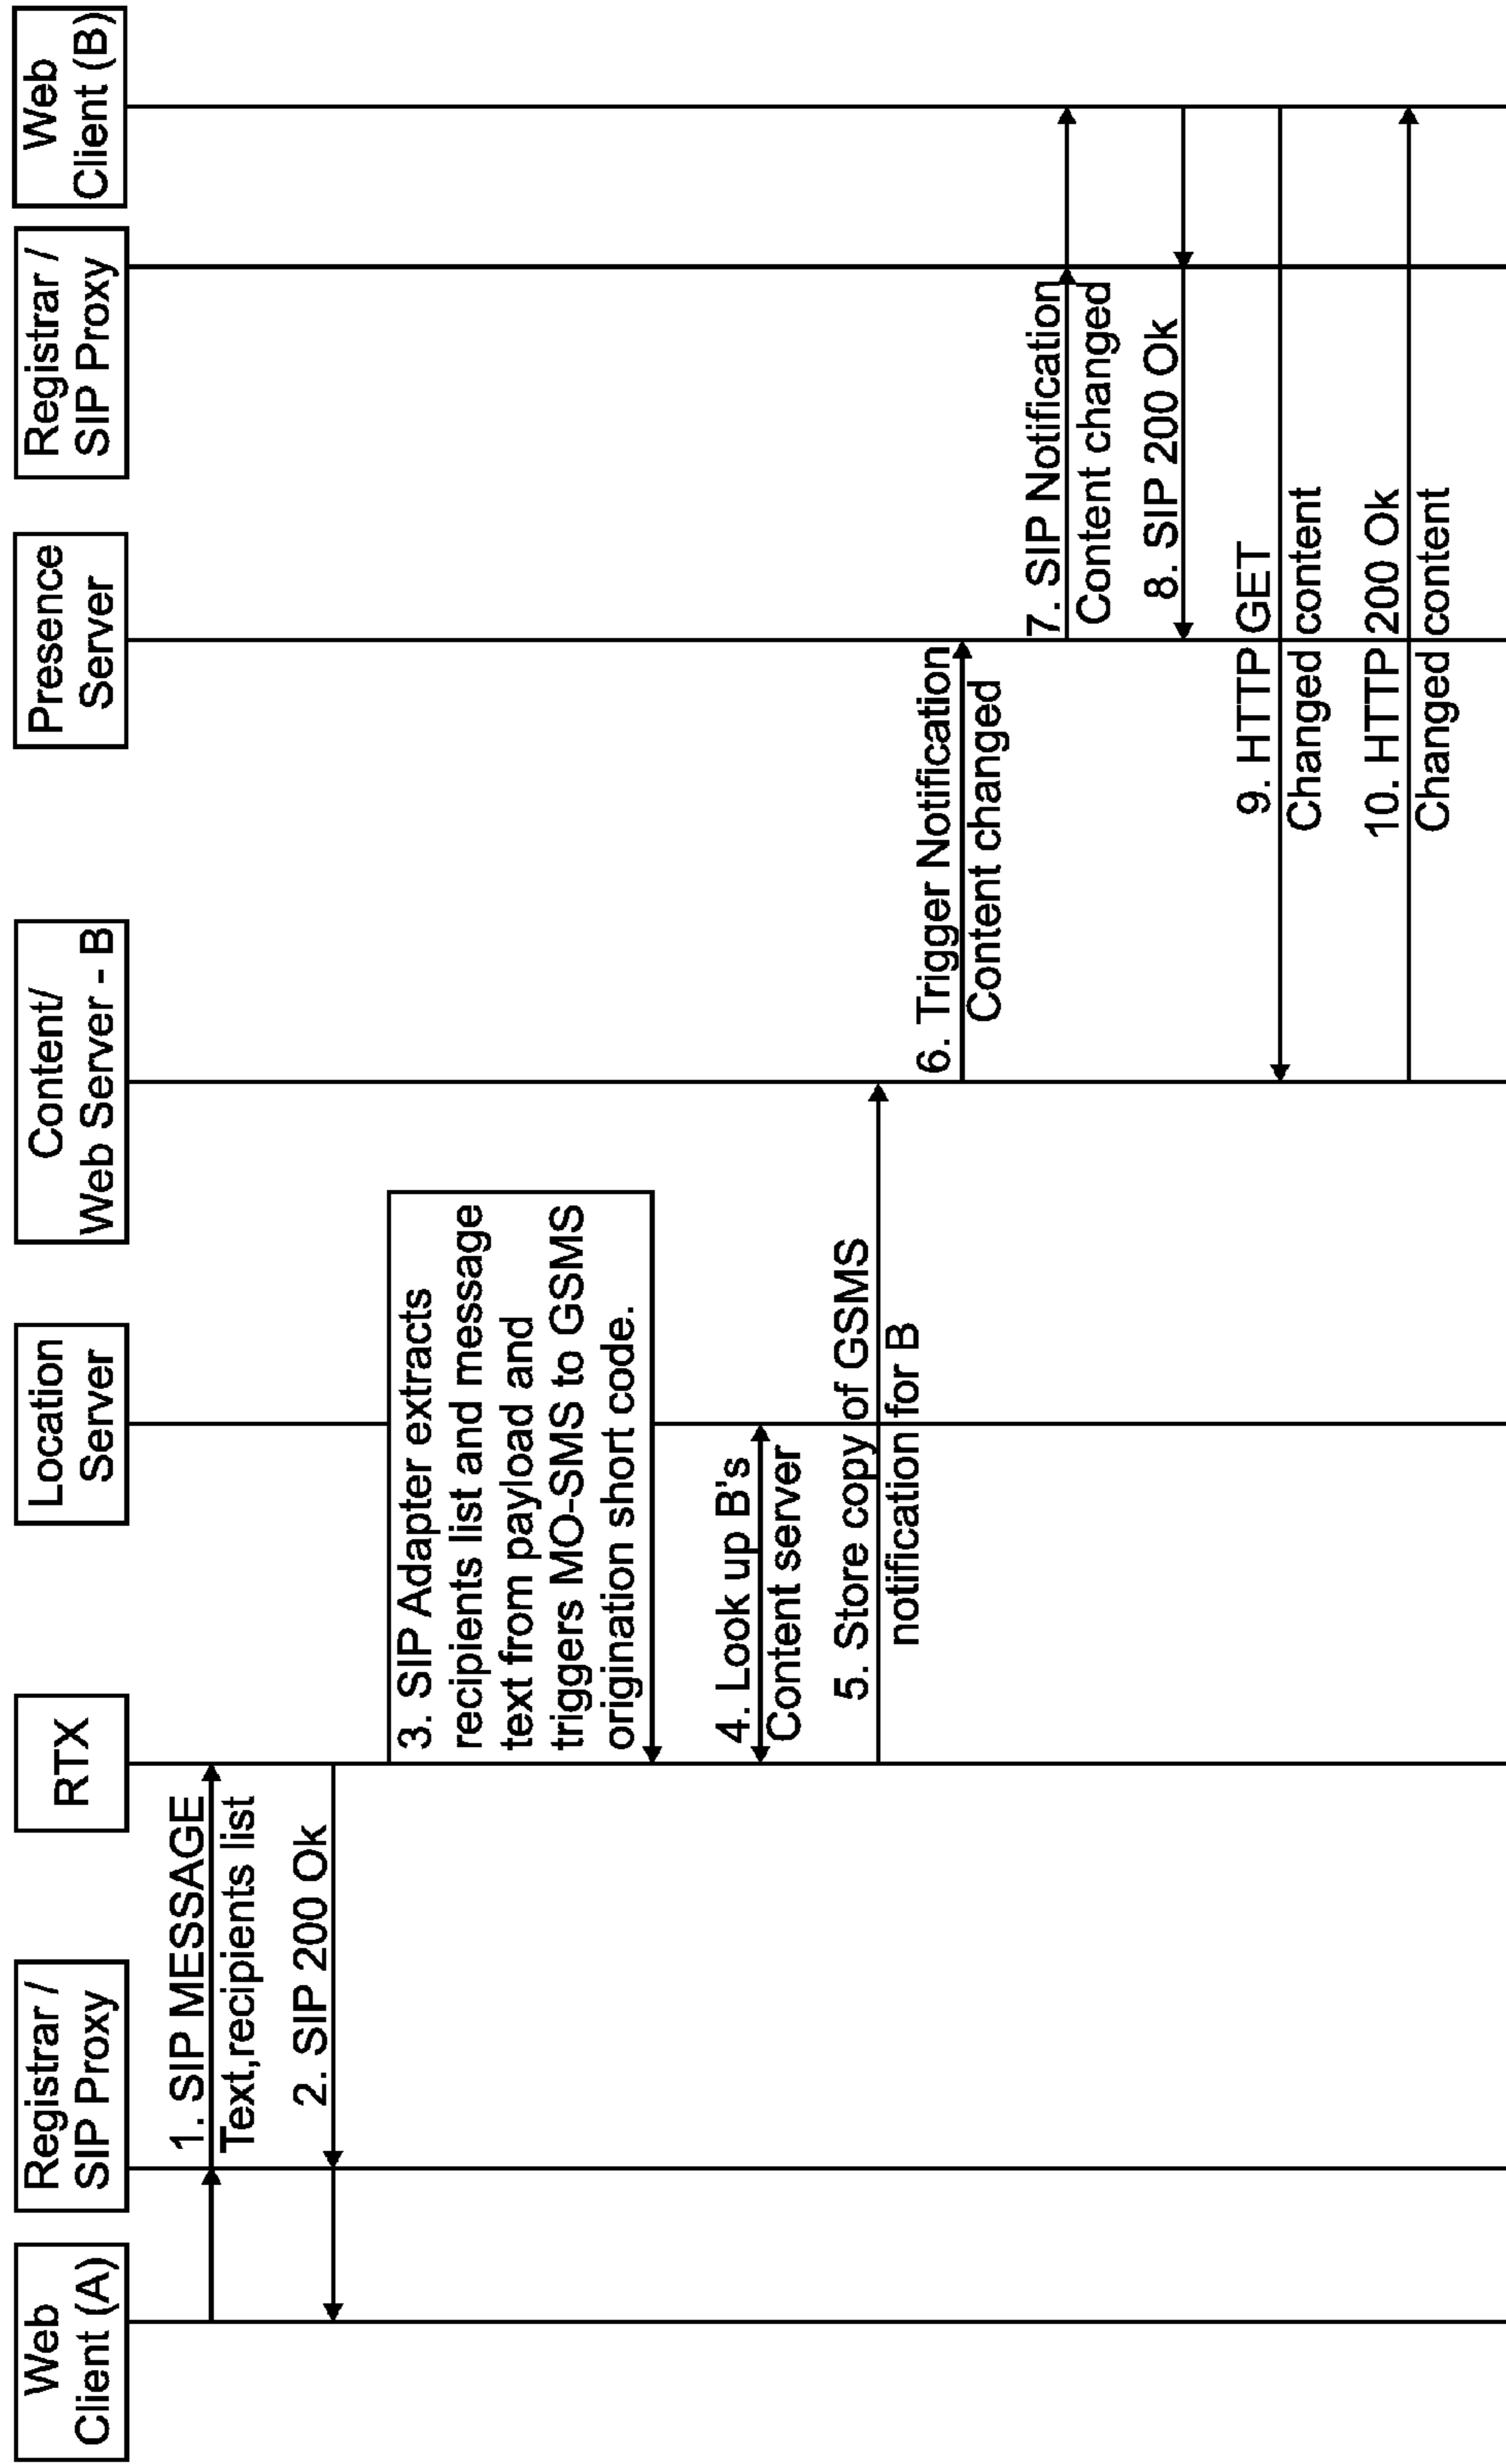 Web
Client (A)
Registrar /
SIP Proxy
RTX
Location
Server
Content/
Web Server - B
Presence
Server
Registrar /
SIP Proxy
Web
Client (B)
1. SIP MESSAGE
Text,recipients list
2. SIP 200 Ok
3. SIP Adapter extracts
recipients list and message
text from payload and
triggers MO-SMS to GSMS
origination short code.
4. Look up B's
Content server
5. Store copy of GSMS
notification for B
6. Trigger Notification
Content changed
7. SIP Notification
Content changed
8. SIP 200 Ok
9. HTTP GET
Changed content
10. HTTP 200 Ok
Changed content